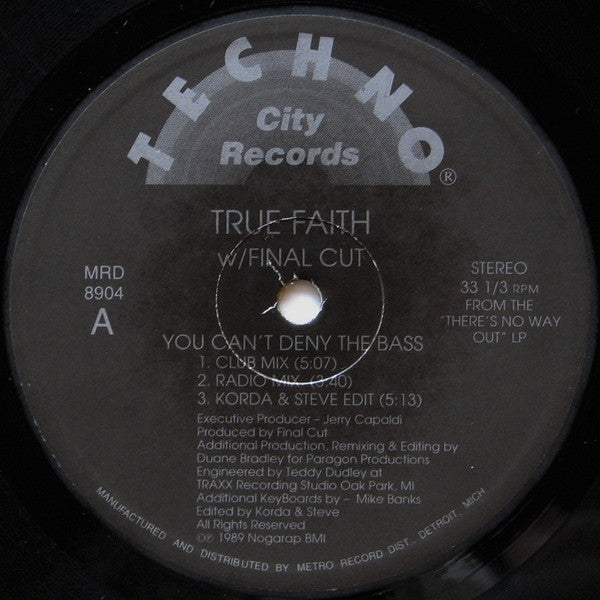 TECHNO
City
Records
®
TRUE FAITH
w/FINAL CUT
MRD
8904
A
STEREO
33 1/3 RPM
FROM THE
"THERE'S NO WAY
OUT" LP
YOU CAN'T DENY THE BASS
1. CLUB MIX (5:07)
2. RADIO MIX (3:40)
3. KORDA & STEVE EDIT (5:13)
Executive Producer – Jerry Capaldi
Produced by Final Cut
Additional Production, Remixing & Editing by
Duane Bradley for Paragon Productions
Engineered by Teddy Dudley at
TRAXX Recording Studio Oak Park, MI
Additional KeyBoards by – Mike Banks
Edited by Korda & Steve
All Rights Reserved
©℗ 1989 Nogarap BMI
MANUFACTURED AND DISTRIBUTED BY METRO RECORD DIST., DETROIT, MICH